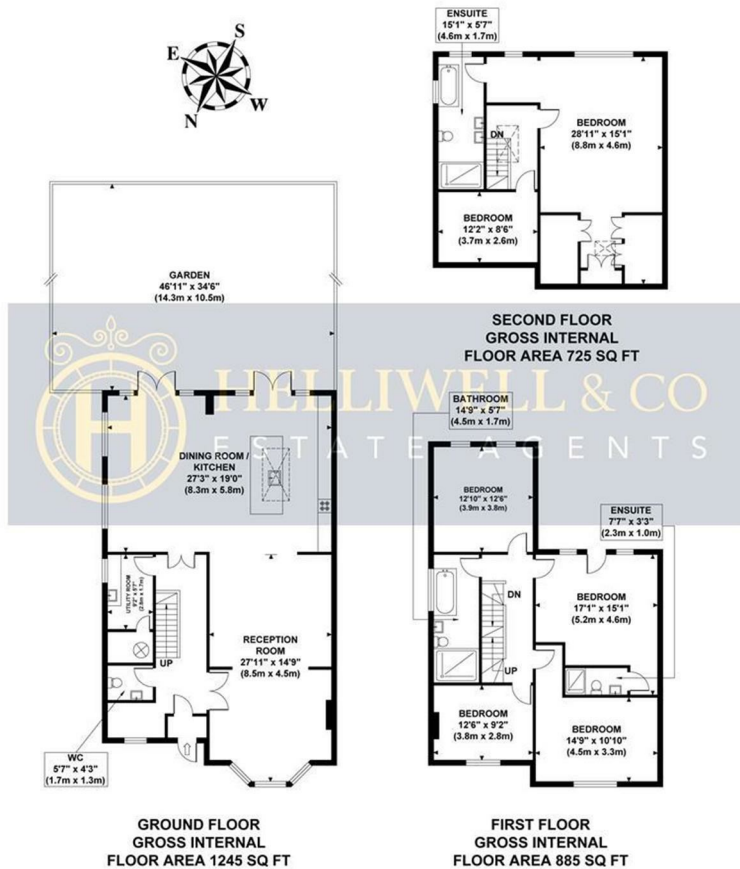 E
S
N
W
ENSUITE
15'1" x 5'7"
(4.6m x 1.7m)
DN
BEDROOM
28'11" x 15'1"
(8.8m x 4.6m)
BEDROOM
12'2" x 8'6"
(3.7m x 2.6m)
SECOND FLOOR
GROSS INTERNAL
FLOOR AREA 725 SQ FT
GARDEN
46'11" x 34'6"
(14.3m x 10.5m)
H
HELLIWELL & CO
ESTATE AGENTS
DINING ROOM /
KITCHEN
27'3" x 19'0"
(8.3m x 5.8m)
UTILITY ROOM
9'2" x 5'7"
(2.8m x 1.7m)
UP
RECEPTION
ROOM
27'11" x 14'9"
(8.5m x 4.5m)
WC
5'7" x 4'3"
(1.7m x 1.3m)
GROUND FLOOR
GROSS INTERNAL
FLOOR AREA 1245 SQ FT
BATHROOM
14'9" x 5'7"
(4.5m x 1.7m)
BEDROOM
12'10" x 12'6"
(3.9m x 3.8m)
ENSUITE
7'7" x 3'3"
(2.3m x 1.0m)
DN
UP
BEDROOM
17'1" x 15'1"
(5.2m x 4.6m)
BEDROOM
12'6" x 9'2"
(3.8m x 2.8m)
BEDROOM
14'9" x 10'10"
(4.5m x 3.3m)
FIRST FLOOR
GROSS INTERNAL
FLOOR AREA 885 SQ FT